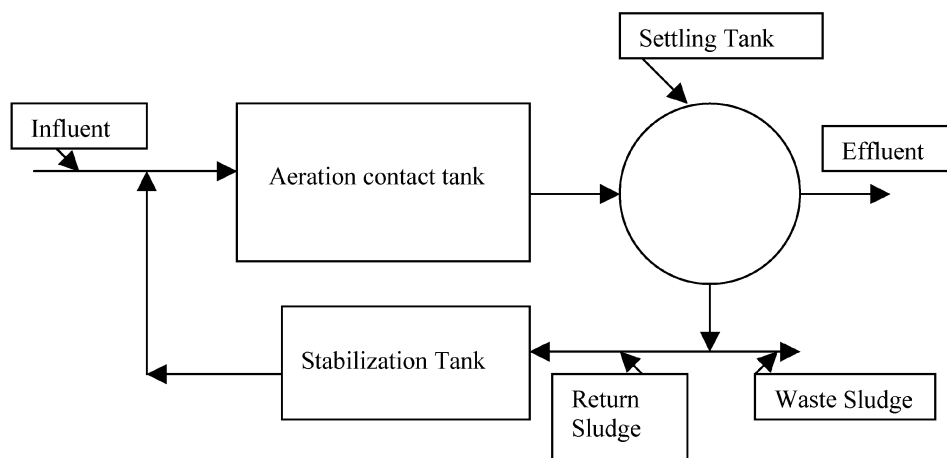 Settling Tank
Influent
Effluent
Aeration contact tank
Stabilization Tank
Return
Sludge
Waste Sludge